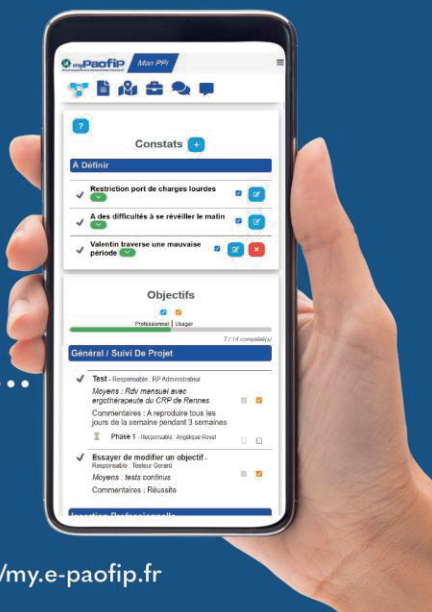 myPaofiP Mon PPI
?
Constats +
À Définir
Restriction port de charges lourdes
A des difficultés à se réveiller le matin
Valentin traverse une mauvaise
période
Objectifs
Professionnel | Usager
7 / 14 complété(s)
Général / Suivi De Projet
Test - Responsable : RP Administrateur
Moyens : Rdv mensuel avec
ergothérapeute du CRP de Rennes
Commentaires : A reproduire tous les
jours de la semaine pendant 3 semaines
Phase 1 - Responsable : Angélique Revel
Essayer de modifier un objectif -
Responsable : Testeur Gerard
Moyens : tests continus
Commentaires : Réussite
Insertion Professionnelle
/my.e-paofip.fr